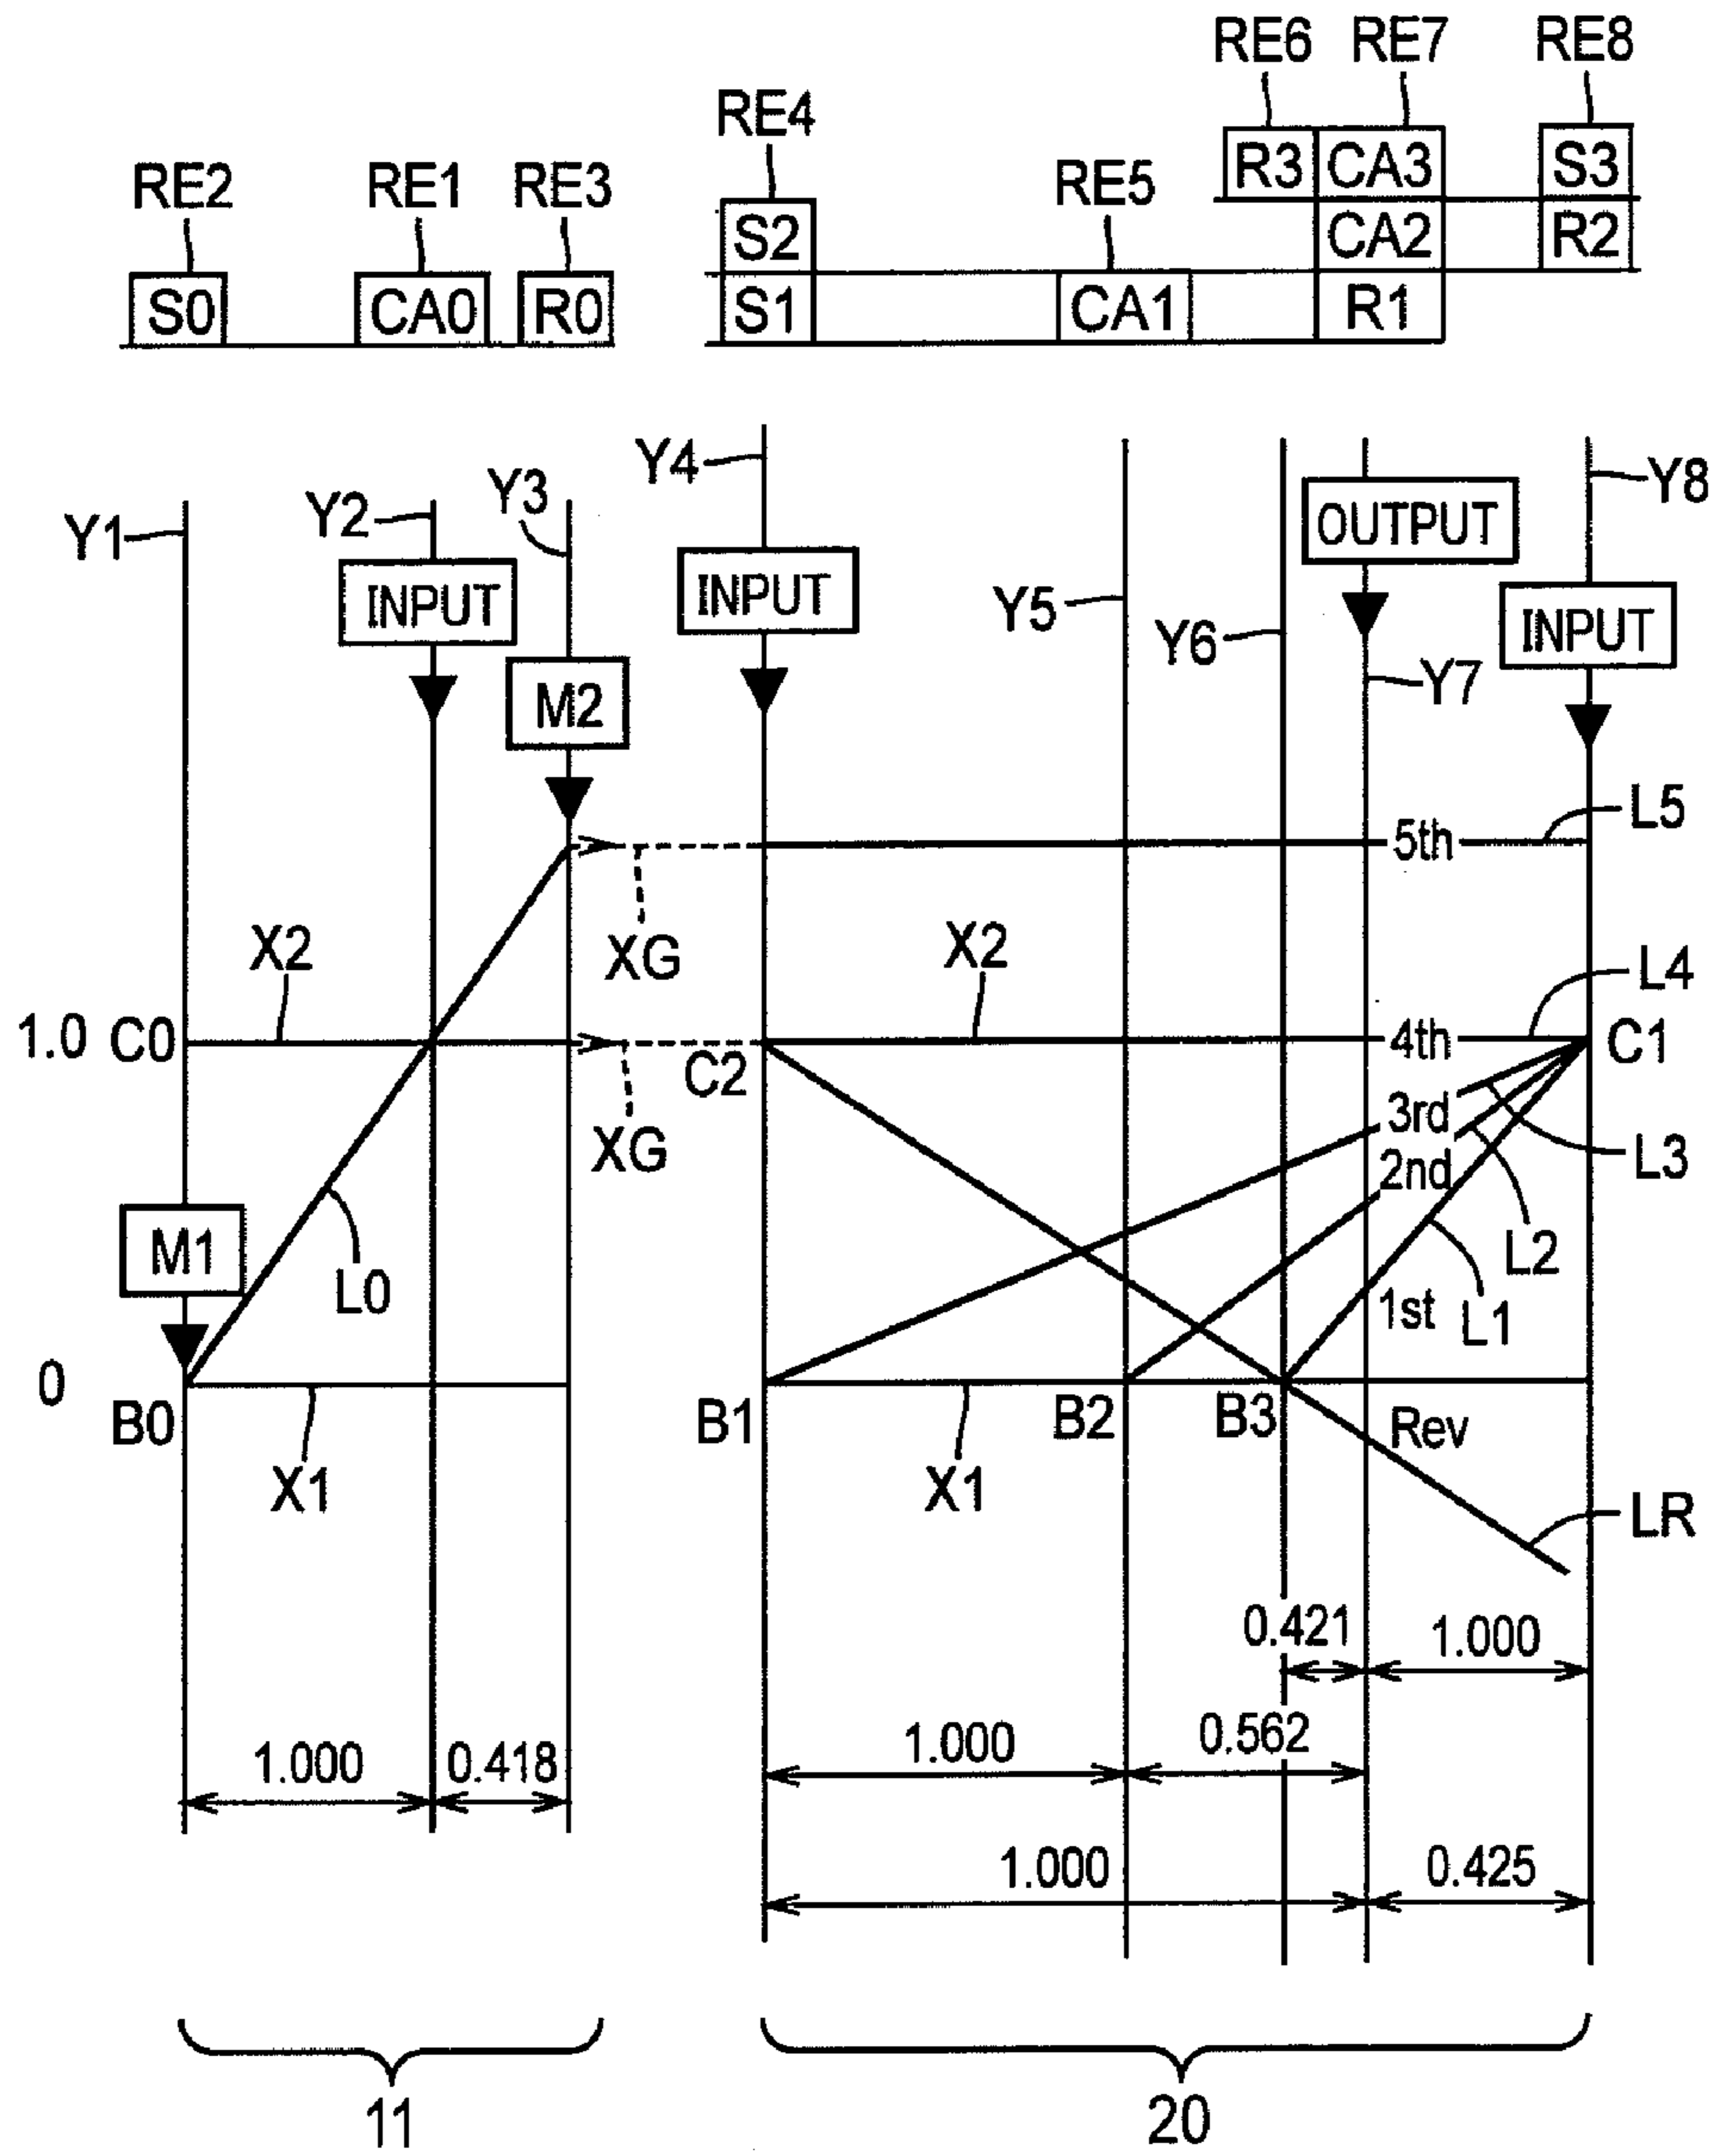 RE6 RE7 RE8
RE4
RE2 RE1 RE3 RE5
R3 CA3 S3
S2 CA2 R2
S0 CA0 R0 S1 CA1 R1
Y4 Y8
Y3
Y1 Y2 OUTPUT
INPUT INPUT Y5 INPUT
Y6
M2 Y7
L5
5th
X2 XG X2 L4
1.0 C0 4th C1
C2
3rd
XG 2nd L3
M1 L2
L0 1st L1
0
B0 B1 B2 B3 Rev
X1 X1
LR
0.421 1.000
1.000 0.418 1.000 0.562
1.000 0.425
11 20